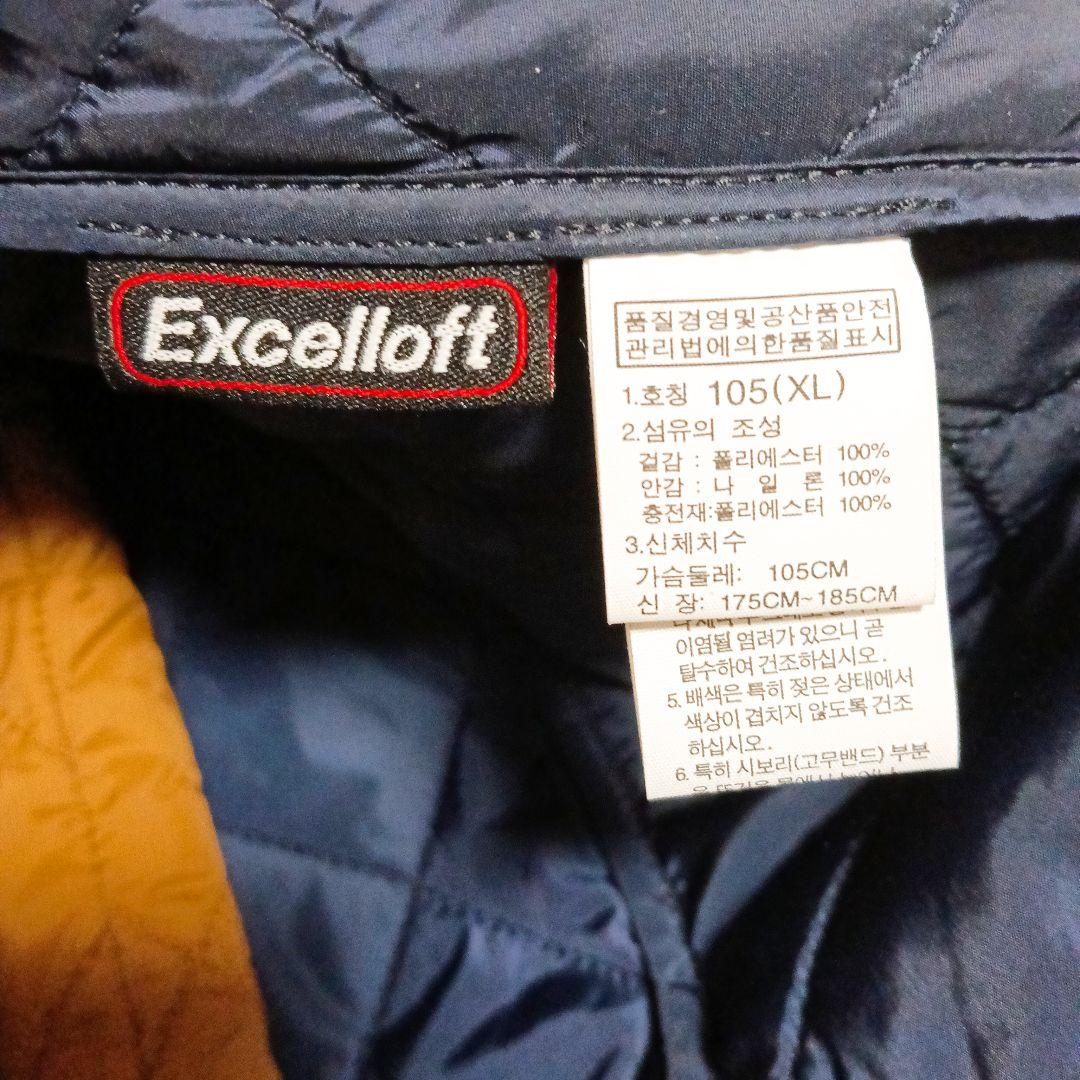 Excelloft
품질경영및공산품안전
관리법에의한품질표시
1.호칭 105(XL)
2.섬유의 조성
겉감 : 폴리에스터 100%
안감 : 나 일 론 100%
충전재:폴리에스터 100%
3.신체치수
가슴둘레: 105CM
신 장: 175CM~185CM
이염될 염려가 있으니 곧
탈수하여 건조하십시오.
5. 배색은 특히 젖은 상태에서
색상이 겹치지 않도록 건조
하십시오.
6. 특히 시보리(고무밴드) 부분